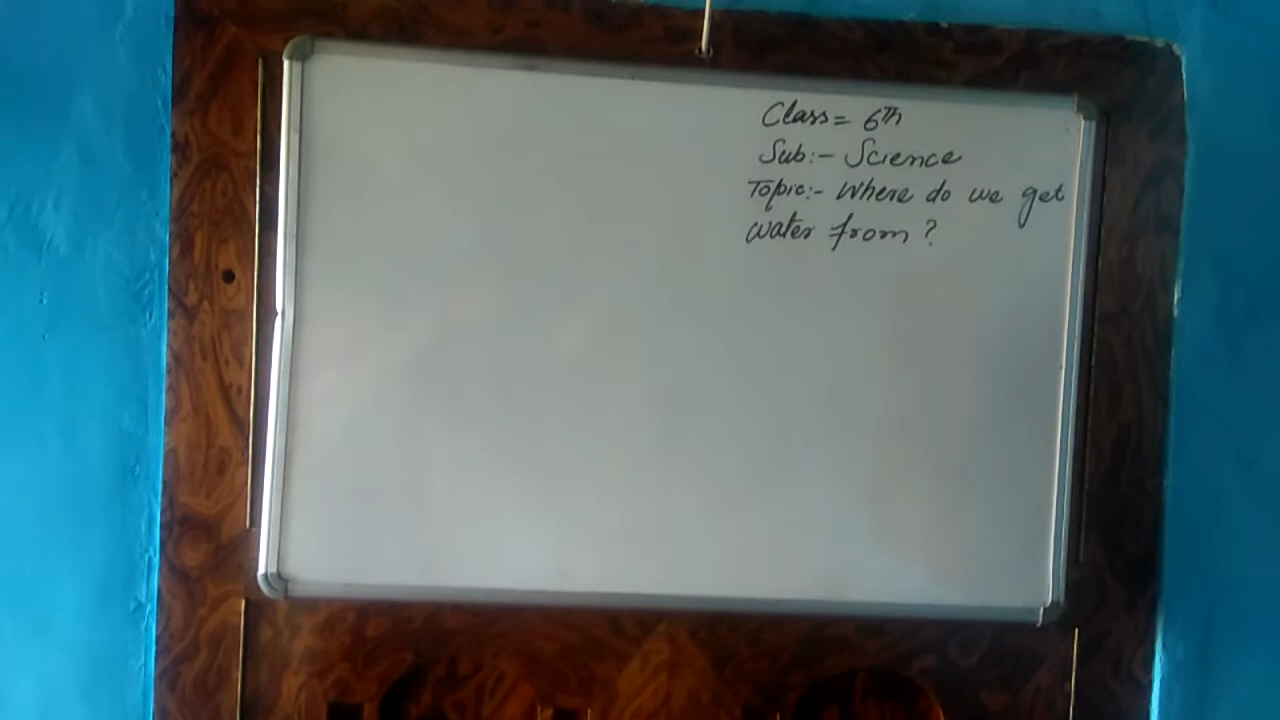 Class= 6th
Sub:- Science
Topic:- Where do we get
water from ?